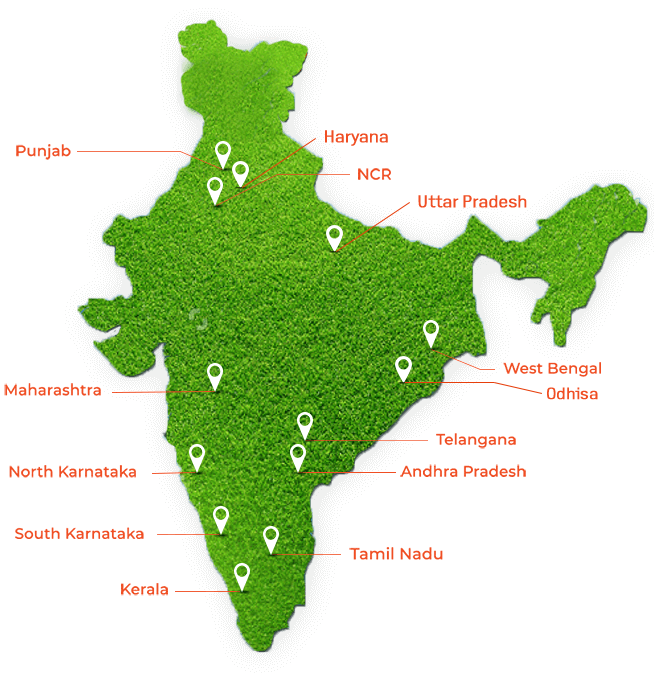 Haryana
Punjab
NCR
Uttar Pradesh
West Bengal
Maharashtra
Odhisa
Telangana
North Karnataka
Andhra Pradesh
South Karnataka
Tamil Nadu
Kerala